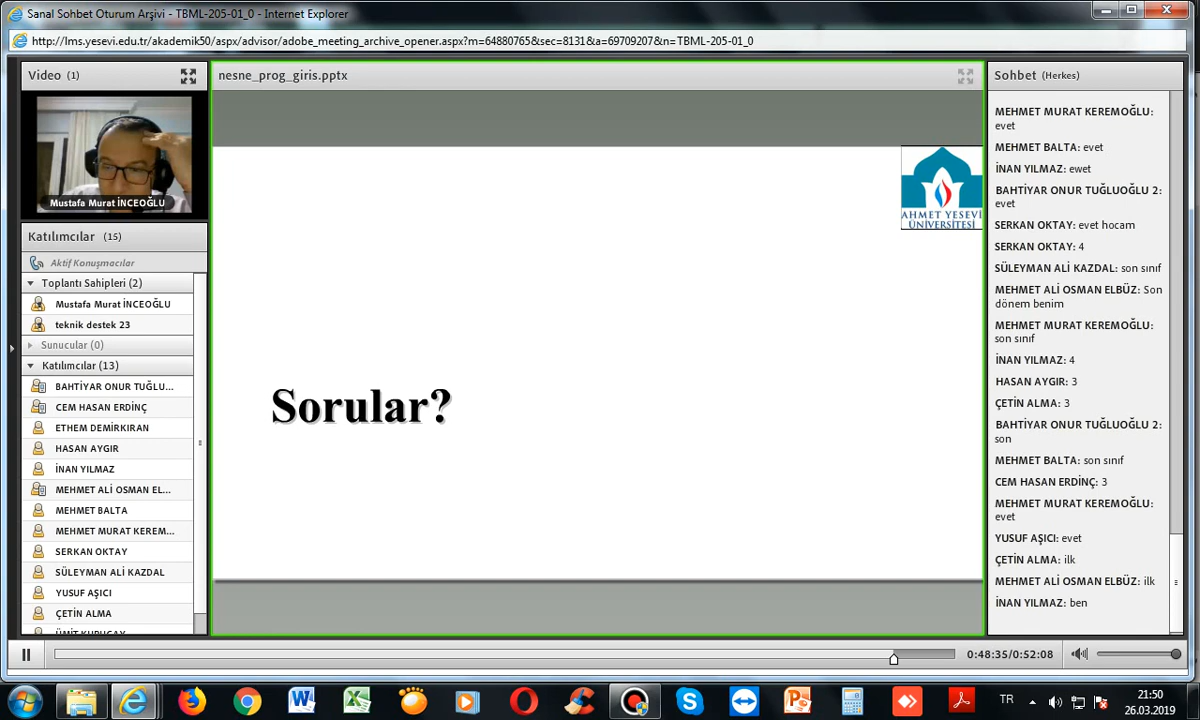 Sanal Sohbet Oturum Arşivi - TBML-205-01_0 - Internet Explorer
http://lms.yesevi.edu.tr/akademik50/aspx/advisor/adobe_meeting_archive_opener.aspx?m=64880765&sec=8131&a=69709207&n=TBML-205-01_0
Video (1)
Mustafa Murat İNCEOĞLU
Katılımcılar (15)
Aktif Konuşmacılar
Toplantı Sahipleri (2)
Mustafa Murat İNCEOĞLU
teknik destek 23
Sunucular (0)
Katılımcılar (13)
BAHTİYAR ONUR TUĞLU...
CEM HASAN ERDİNÇ
ETHEM DEMİRKIRAN
HASAN AYGIR
İNAN YILMAZ
MEHMET ALİ OSMAN EL...
MEHMET BALTA
MEHMET MURAT KEREM...
SERKAN OKTAY
SÜLEYMAN ALİ KAZDAL
YUSUF AŞICI
ÇETİN ALMA
nesne_prog_giris.pptx
AHMET YESEVİ
ÜNİVERSİTESİ
Sorular?
Sohbet (Herkes)
MEHMET MURAT KEREMOĞLU:
evet
MEHMET BALTA: evet
İNAN YILMAZ: ewet
BAHTİYAR ONUR TUĞLUOĞLU 2:
evet
SERKAN OKTAY: evet hocam
SERKAN OKTAY: 4
SÜLEYMAN ALİ KAZDAL: son sınıf
MEHMET ALİ OSMAN ELBÜZ: Son
dönem benim
MEHMET MURAT KEREMOĞLU:
son sınıf
İNAN YILMAZ: 4
HASAN AYGIR: 3
ÇETİN ALMA: 3
BAHTİYAR ONUR TUĞLUOĞLU 2:
son
MEHMET BALTA: son sınıf
CEM HASAN ERDİNÇ: 3
MEHMET MURAT KEREMOĞLU:
evet
YUSUF AŞICI: evet
ÇETİN ALMA: ilk
MEHMET ALİ OSMAN ELBÜZ: ilk
İNAN YILMAZ: ben
0:48:35/0:52:08
TR
21:50
26.03.2019